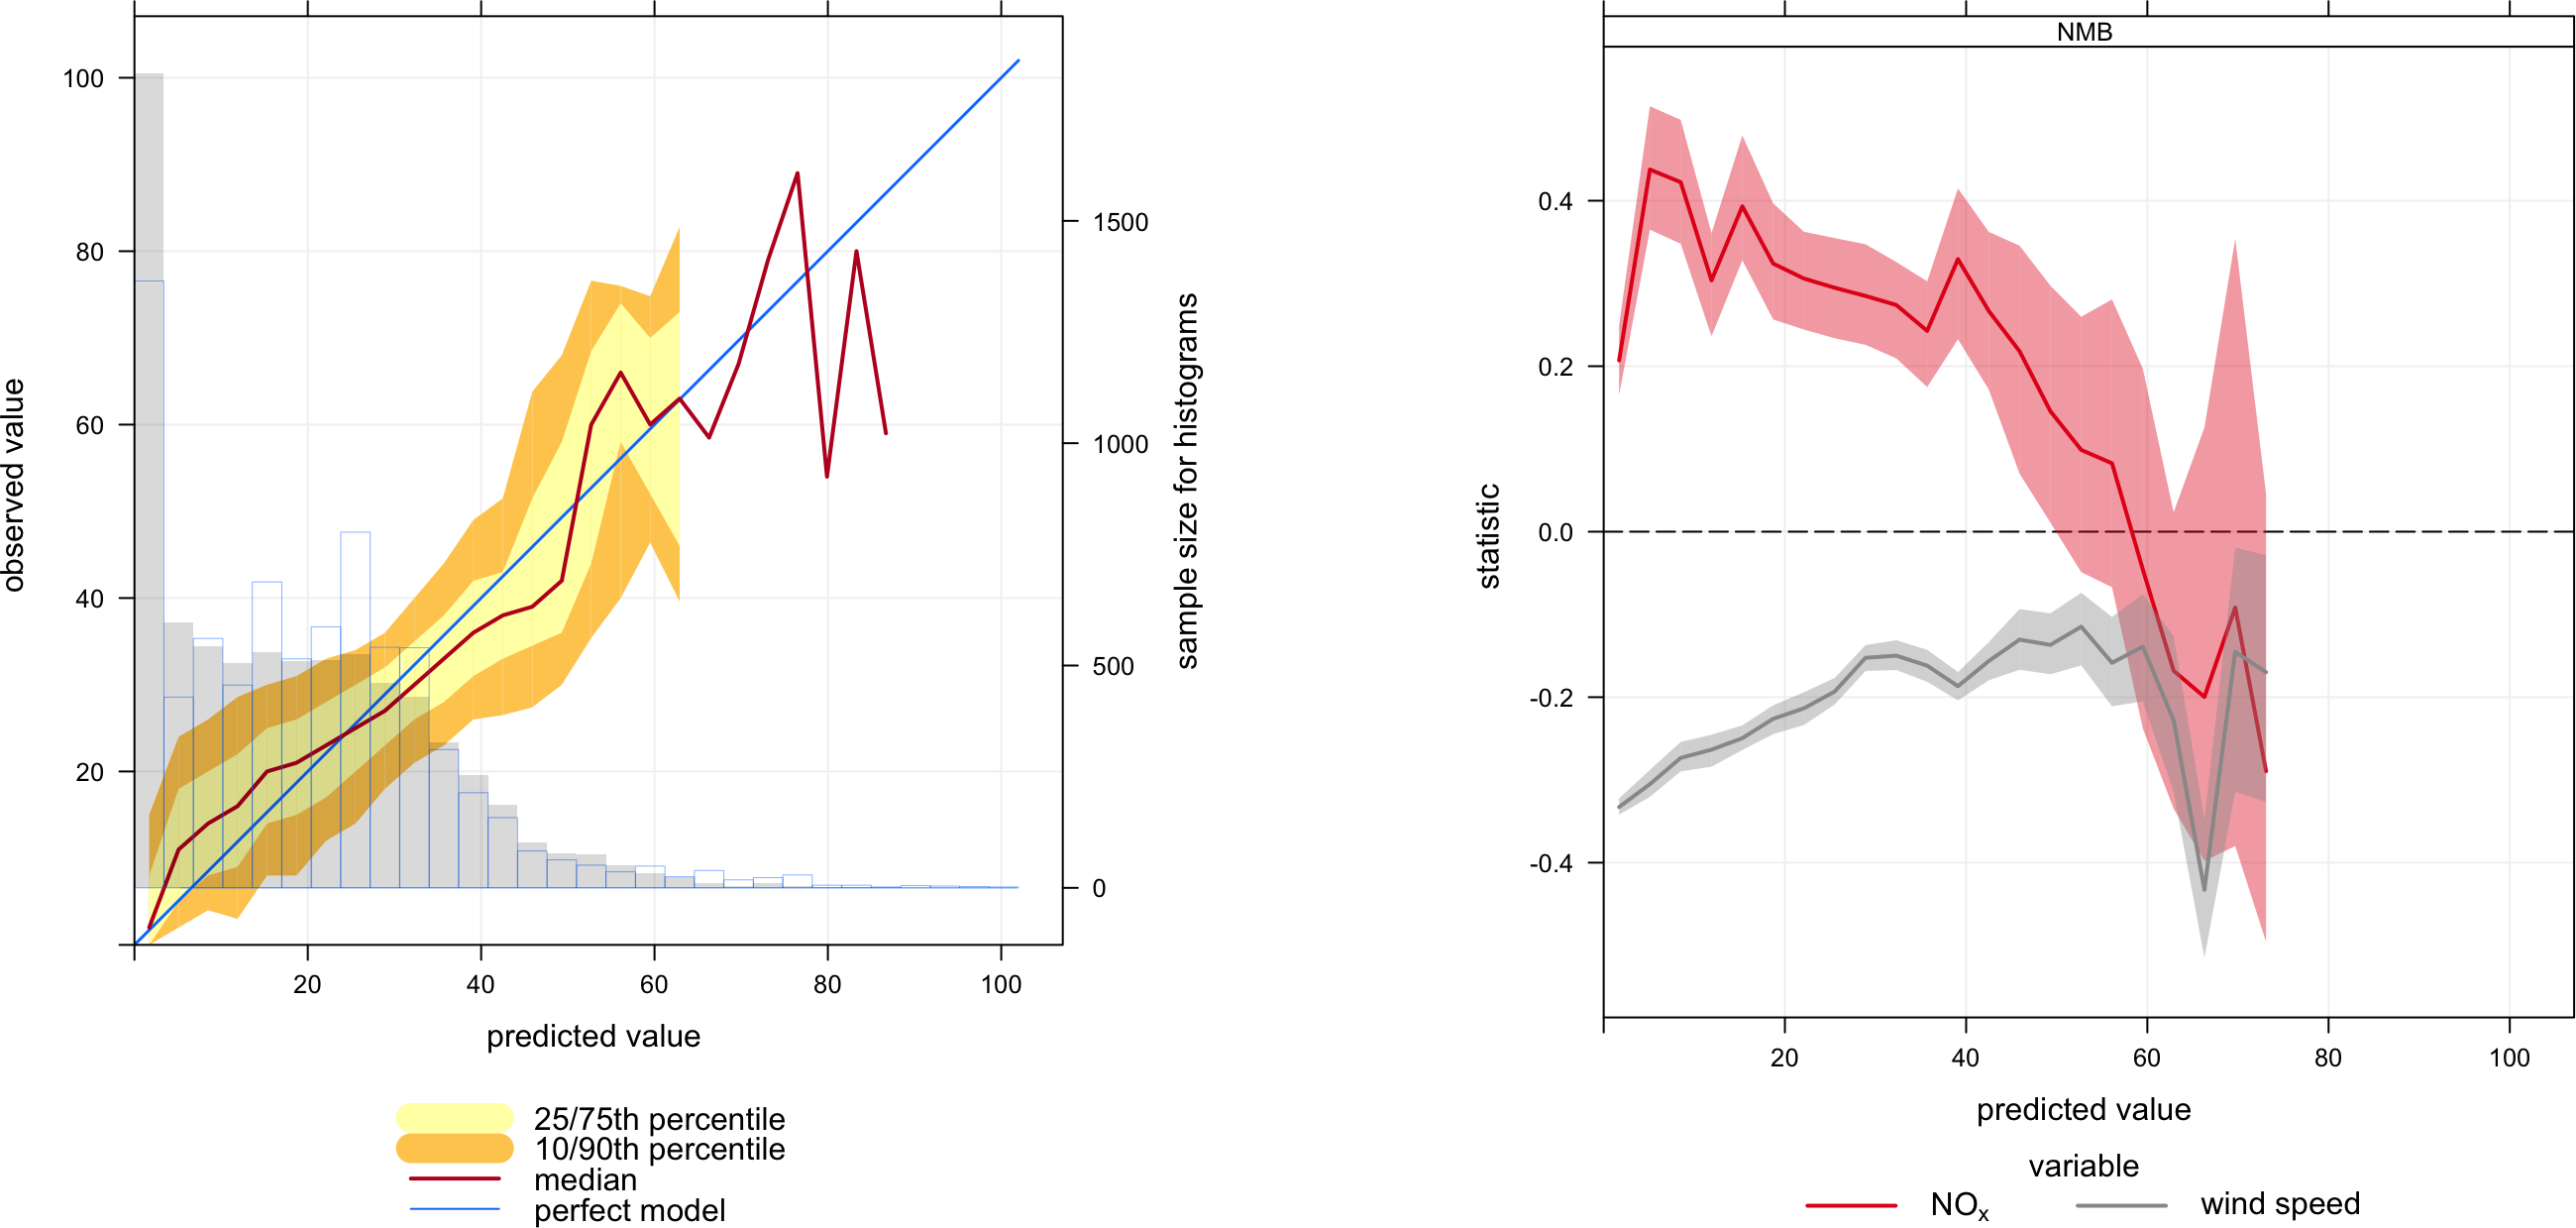 100
80
60
40
20
observed value
20
40
60
80
100
predicted value
1500
1000
500
0
sample size for histograms
25/75th percentile
10/90th percentile
median
perfect model
NMB
0.4
0.2
0.0
-0.2
-0.4
statistic
20
40
60
80
100
predicted value
variable
NOx
wind speed